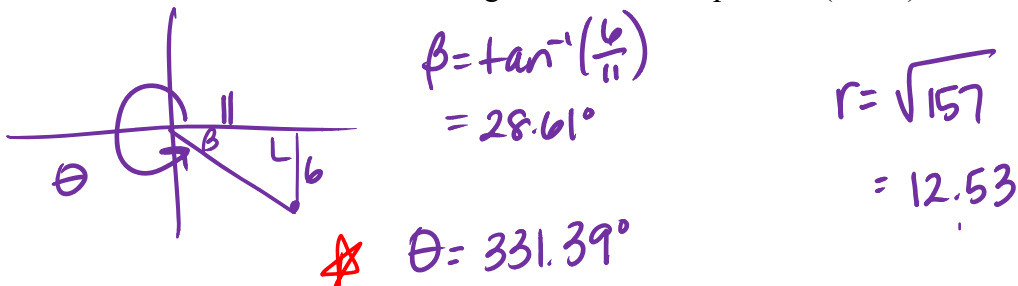 β = tan⁻¹(6/11)
= 28.61°
r = √157
= 12.53
11
β
6
θ
θ = 331.39°